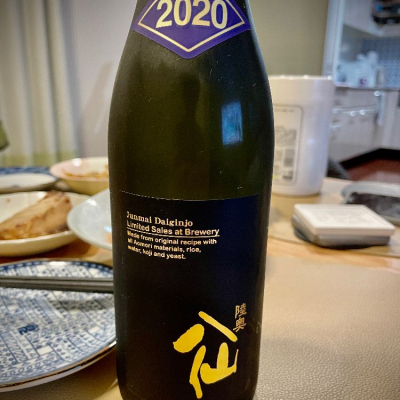 2020
Junmai Daiginjo
Limited Sales at Brewery
Made from original recipe with
all Aomori materials, rice,
water, koji and yeast.
陸奥
八仙